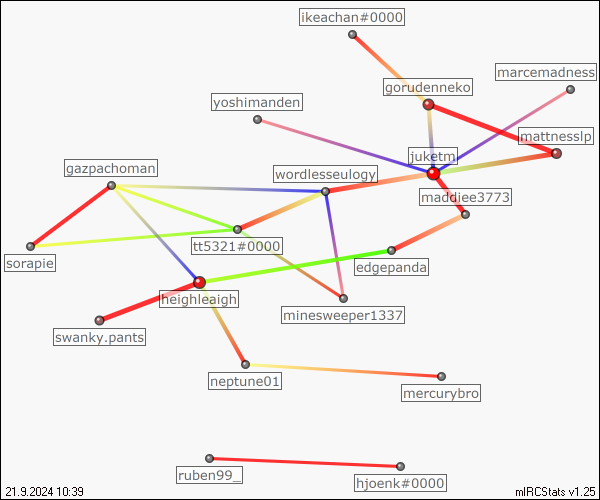 ikeachan#0000
marcemadness
gorudenneko
yoshimanden
mattnesslp
juketm
gazpachoman
wordlesseulogy
maddiee3773
tt5321#0000
sorapie
edgepanda
heighleaigh
minesweeper1337
swanky.pants
neptune01
mercurybro
ruben99_
hjoenk#0000
21.9.2024 10:39
mIRCStats v1.25